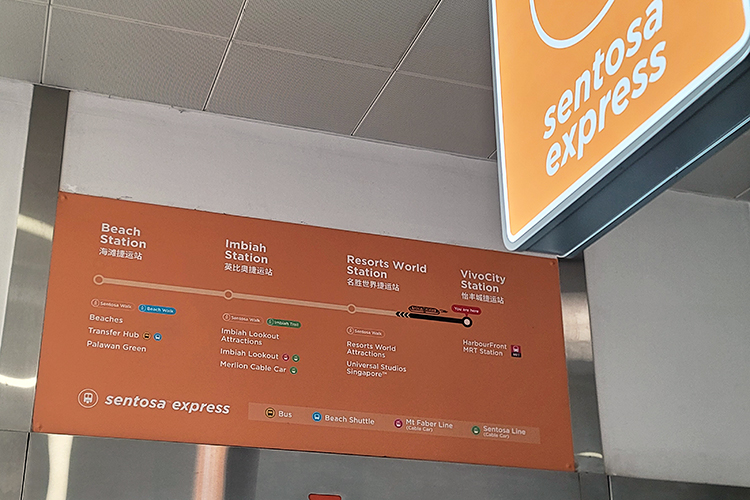 sentosa
express
Beach
Station
海滩捷运站
Imbiah
Station
英比奥捷运站
Resorts World
Station
名胜世界捷运站
VivoCity
Station
怡丰城捷运站
You are here
Sentosa Walk
Beach Walk
Beaches
Transfer Hub
Palawan Green
Sentosa Walk
Imbiah Trail
Imbiah Lookout
Attractions
Imbiah Lookout
Merlion Cable Car
Sentosa Walk
Resorts World
Attractions
Universal Studios
Singapore™
HarbourFront
MRT Station
sentosa™express
Bus
Beach Shuttle
Mt Faber Line
(Cable Car)
Sentosa Line
(Cable Car)